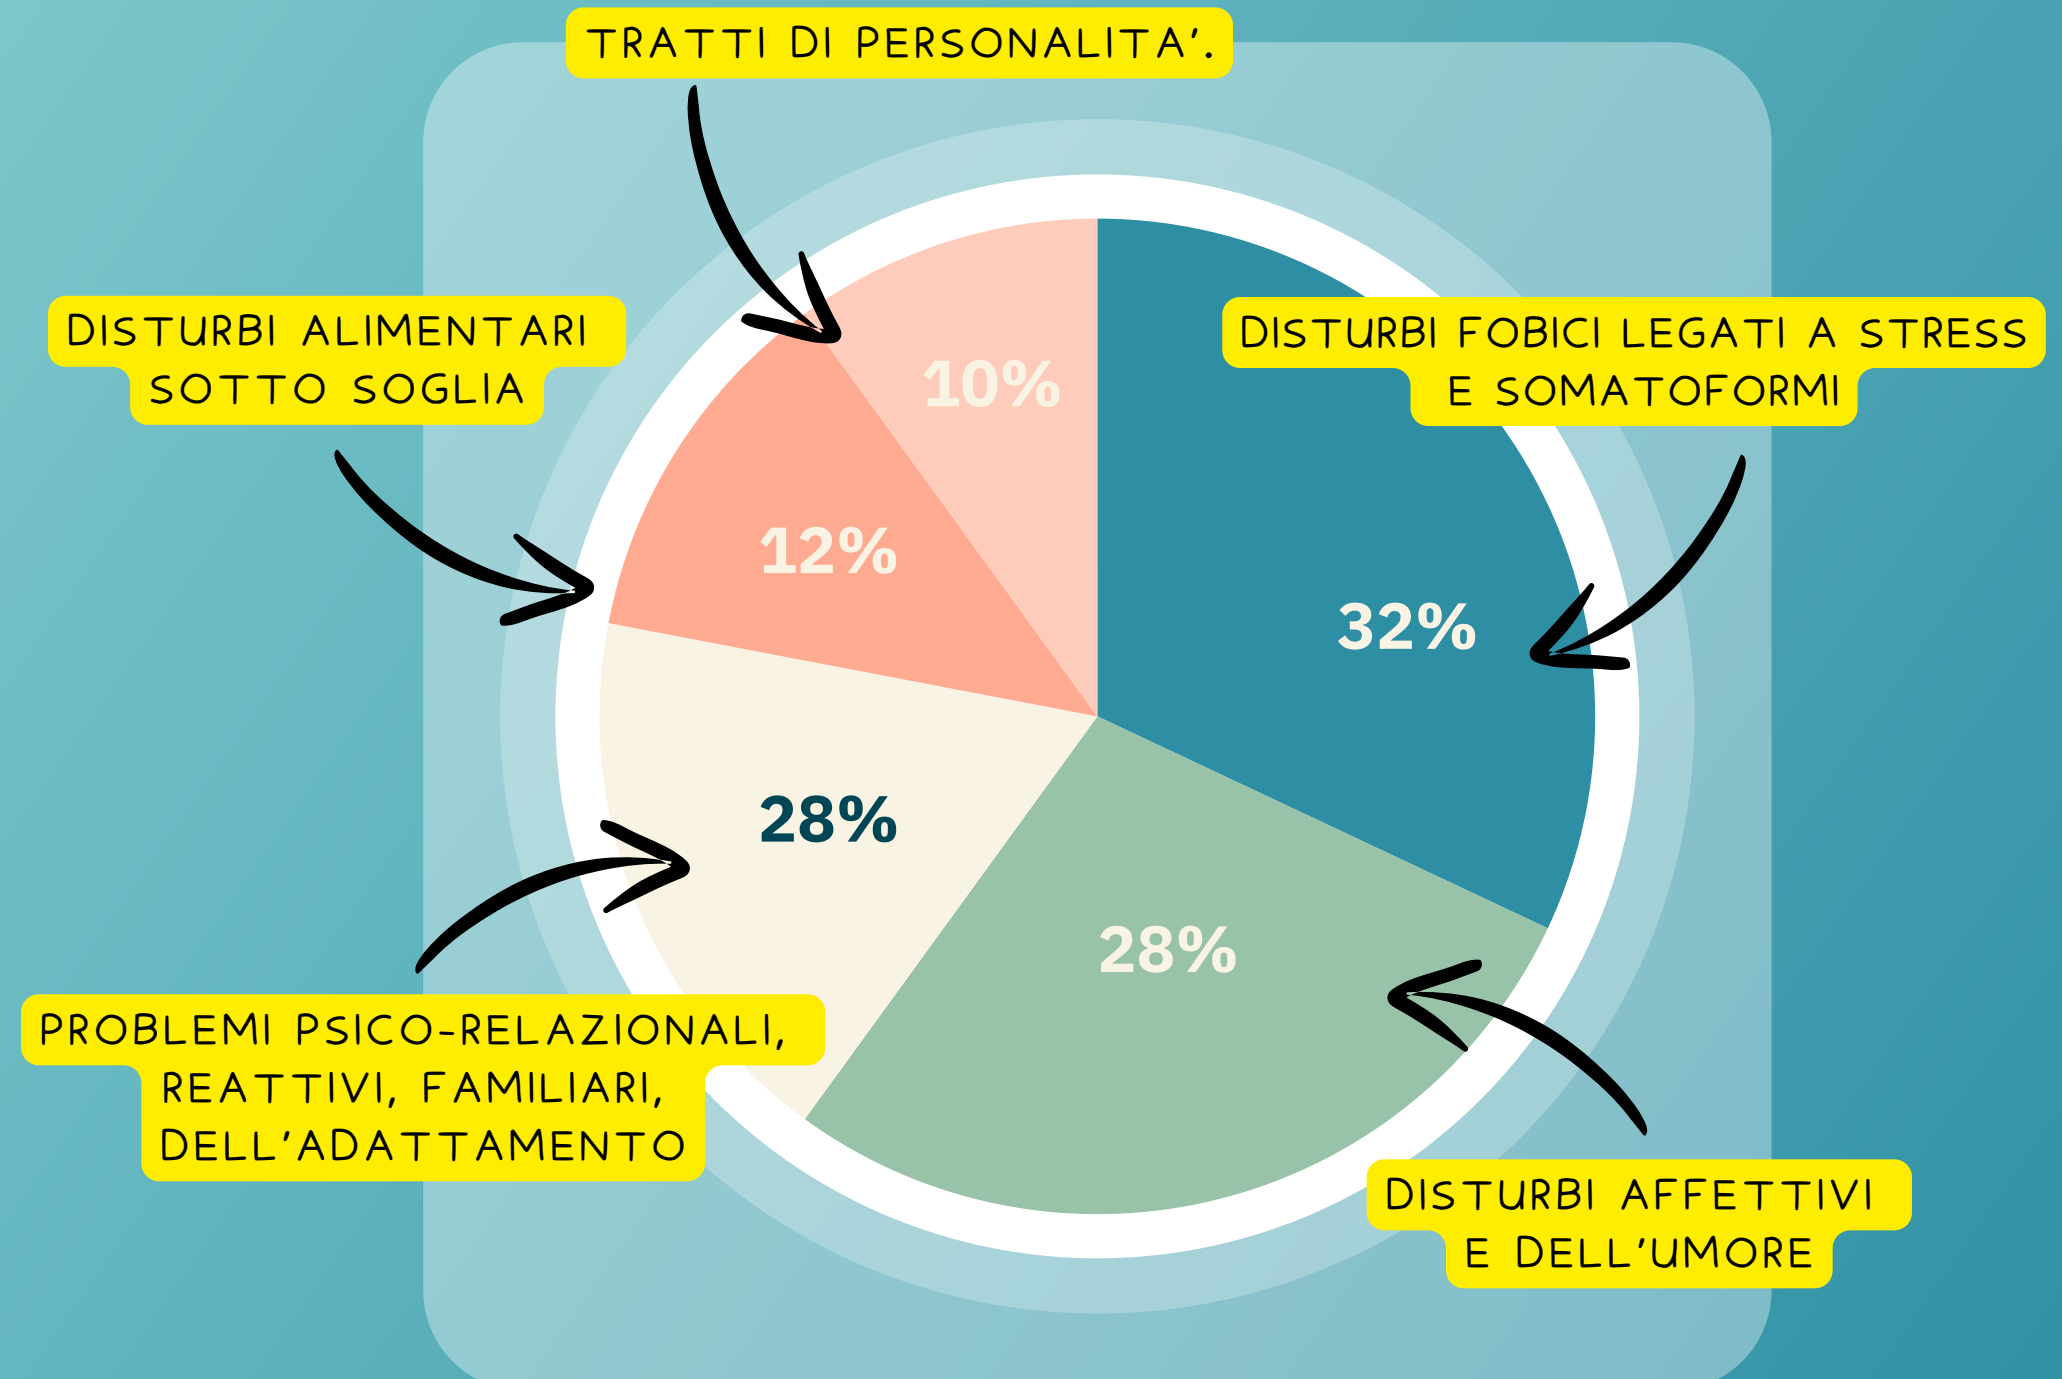 TRATTI DI PERSONALITA'.
DISTURBI ALIMENTARI
SOTTO SOGLIA
DISTURBI FOBICI LEGATI A STRESS
E SOMATOFORMI
10%
12%
32%
28%
28%
PROBLEMI PSICO-RELAZIONALI,
REATTIVI, FAMILIARI,
DELL'ADATTAMENTO
DISTURBI AFFETTIVI
E DELL'UMORE